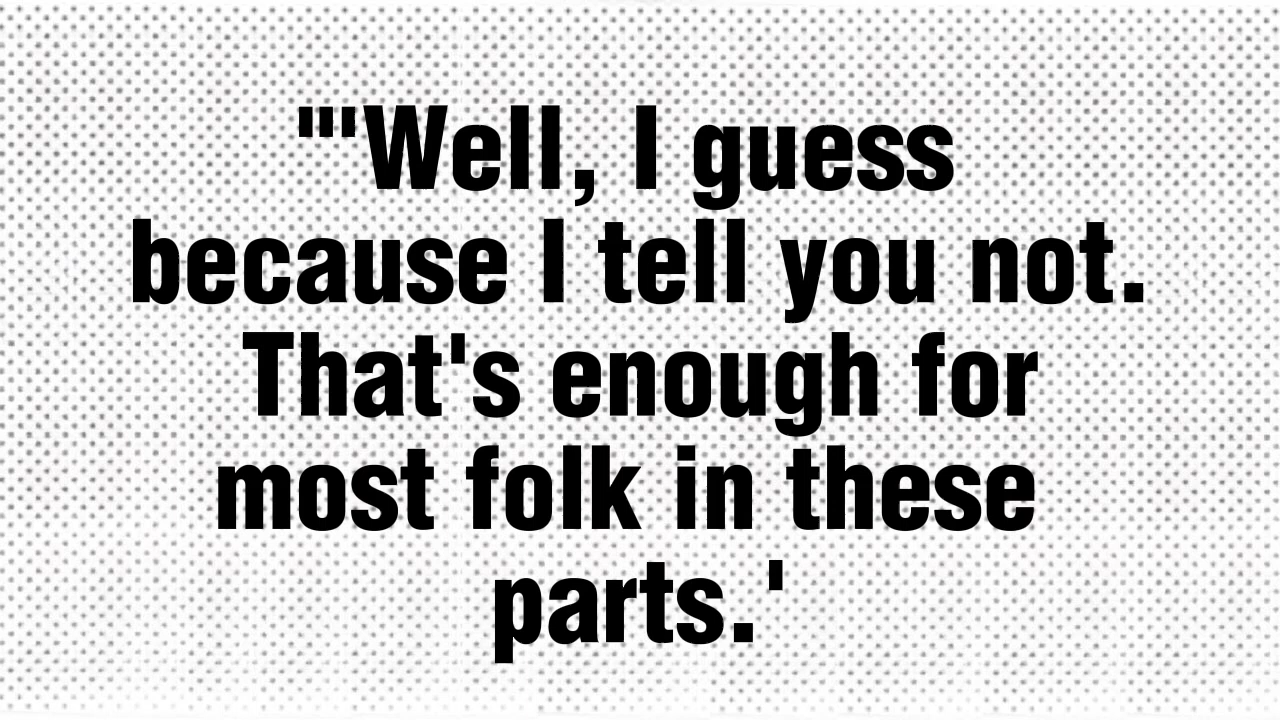 "'Well, I guess
because I tell you not.
That's enough for
most folk in these
parts.'